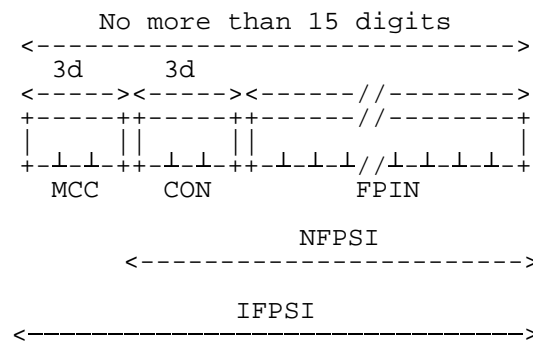 No more than 15 digits
3d 3d
MCC CON FPIN
NFPSI
IFPSI